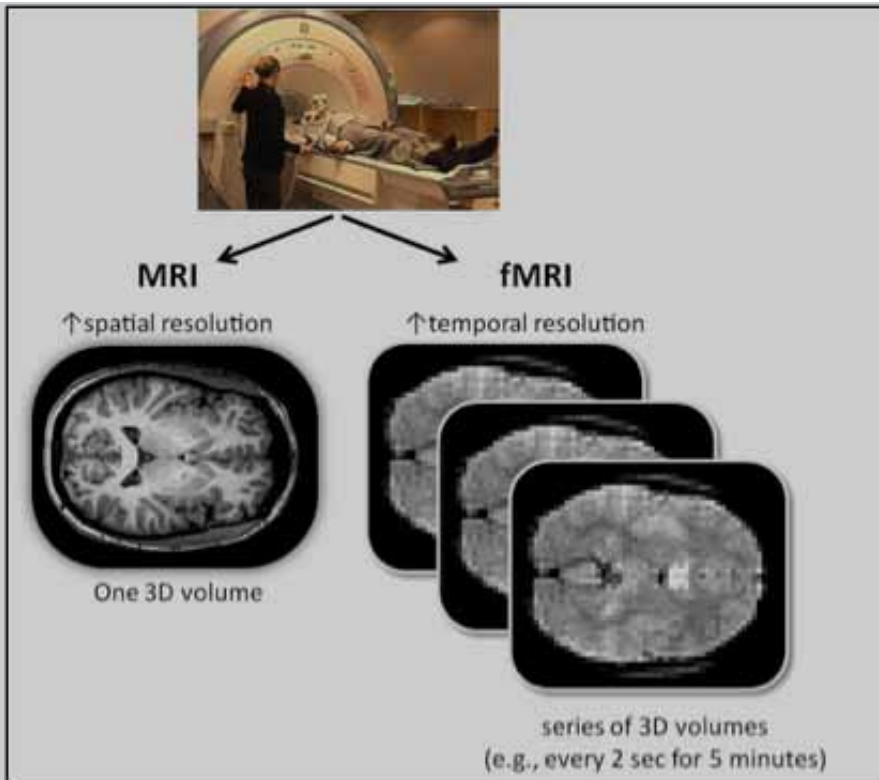 MRI
fMRI
↑spatial resolution
↑temporal resolution
One 3D volume
series of 3D volumes
(e.g., every 2 sec for 5 minutes)